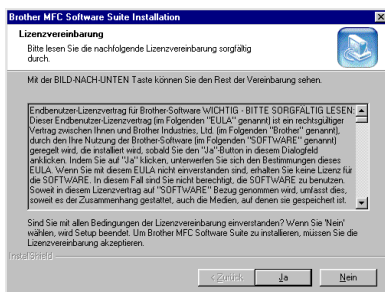 Brother MFC Software Suite Installation
Lizenzvereinbarung
Bitte lesen Sie die nachfolgende Lizenzvereinbarung sorgfältig
durch.
Mit der BILD-NACH-UNTEN Taste können Sie den Rest der Vereinbarung sehen.
Endbenutzer-Lizenzvertrag für Brother-Software WICHTIG - BITTE SORGFÄLTIG LESEN:
Dieser Endbenutzer-Lizenzvertrag (im Folgenden "EULA" genannt) ist ein rechtsgültiger
Vertrag zwischen Ihnen und Brother Industries, Ltd. (im Folgenden "Brother" genannt),
durch den Ihre Nutzung der Brother-Software (im Folgenden "SOFTWARE" genannt)
geregelt wird, die installiert wird, sobald Sie den "Ja"-Button in diesem Dialogfeld
anklicken. Indem Sie auf "Ja" klicken, unterwerfen Sie sich den Bestimmungen dieses
EULA. Wenn Sie mit diesem EULA nicht einverstanden sind, erhalten Sie keine Lizenz für
die SOFTWARE. In diesem Fall sind Sie nicht berechtigt, die SOFTWARE zu benutzen.
Soweit in diesem Lizenzvertrag auf "SOFTWARE" Bezug genommen wird, umfasst dies,
soweit es der Zusammenhang gestattet, auch die Medien, auf denen sie gespeichert ist.
Sind Sie mit allen Bedingungen der Lizenzvereinbarung einverstanden? Wenn Sie 'Nein'
wählen, wird Setup beendet. Um Brother MFC Software Suite zu installieren, müssen Sie die
Lizenzvereinbarung akzeptieren.
InstallShield
< Zurück Ja Nein